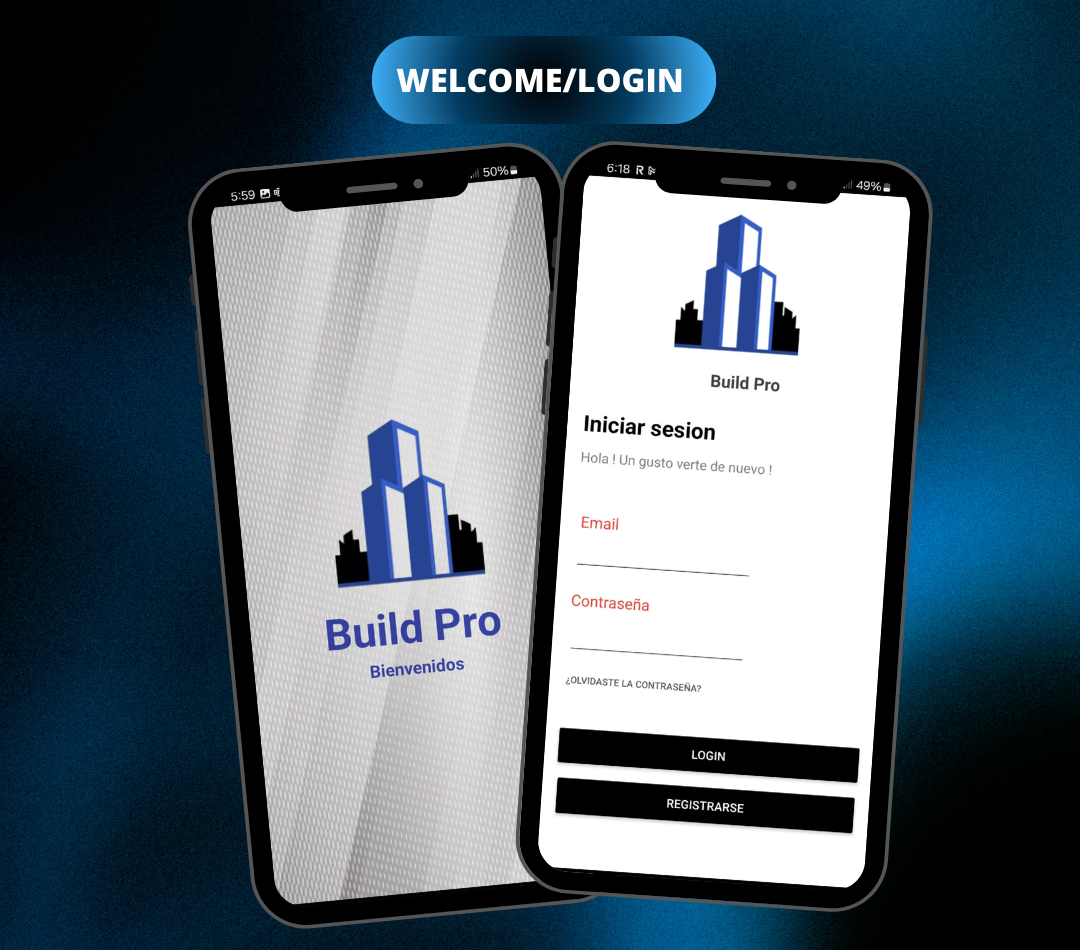 WELCOME/LOGIN
5:59
50%
Build Pro
Bienvenidos
6:18
49%
Build Pro
Iniciar sesion
Hola ! Un gusto verte de nuevo !
Email
Contraseña
¿OLVIDASTE LA CONTRASEÑA?
LOGIN
REGISTRARSE